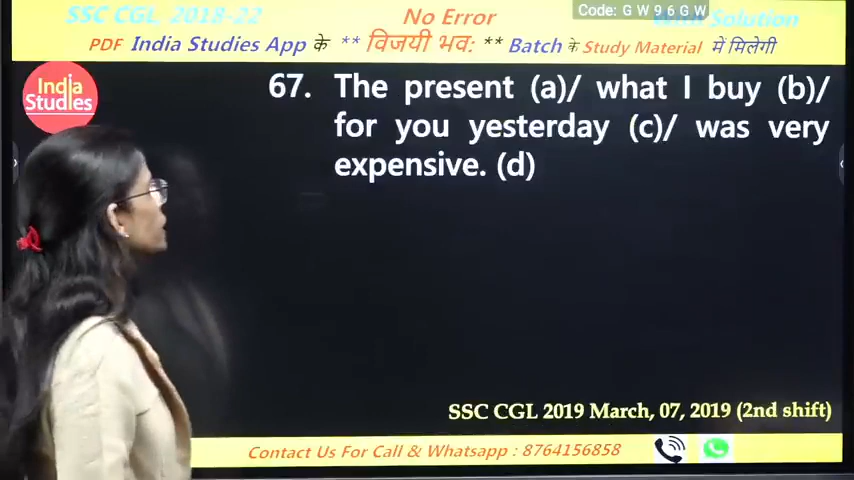 SSC CGL 2018-22 No Error Solution
Code: G W 9 6 G W
PDF India Studies App के ** विजयी भव: ** Batch के Study Material में मिलेगी
India
Studies
67. The present (a)/ what I buy (b)/
for you yesterday (c)/ was very
expensive. (d)
SSC CGL 2019 March, 07, 2019 (2nd shift)
Contact Us For Call & Whatsapp : 8764156858